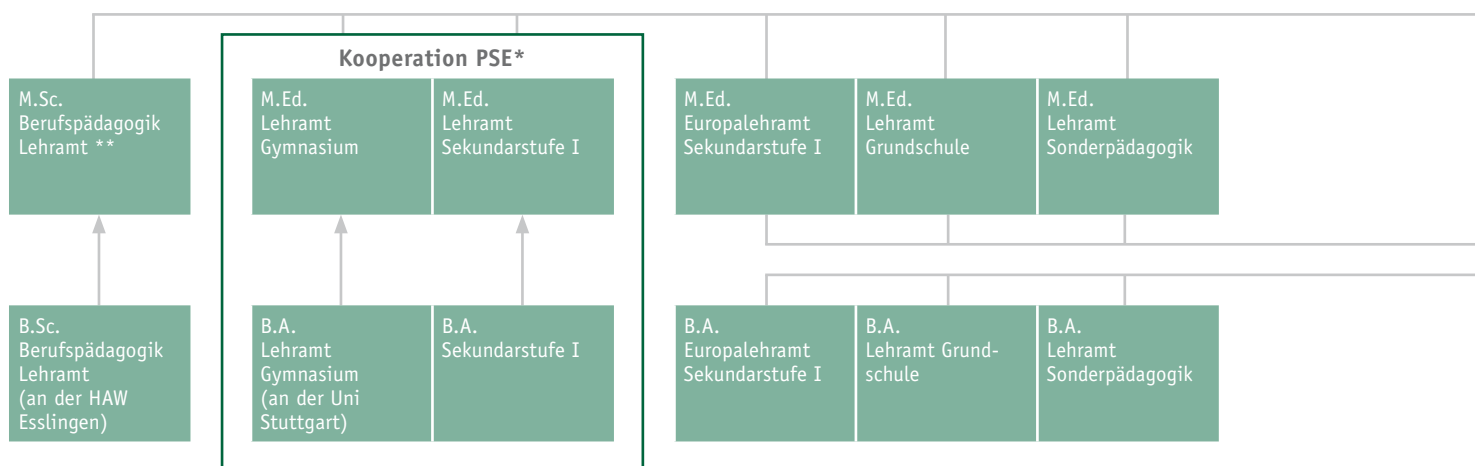 Kooperation PSE*
M.Sc.
Berufspädagogik
Lehramt **
M.Ed.
Lehramt
Gymnasium
M.Ed.
Lehramt
Sekundarstufe I
M.Ed.
Europalehramt
Sekundarstufe I
M.Ed.
Lehramt
Grundschule
M.Ed.
Lehramt
Sonderpädagogik
B.Sc.
Berufspädagogik
Lehramt
(an der HAW
Esslingen)
B.A.
Lehramt
Gymnasium
(an der Uni
Stuttgart)
B.A.
Sekundarstufe I
B.A.
Europalehramt
Sekundarstufe I
B.A.
Lehramt Grund-
schule
B.A.
Lehramt
Sonderpädagogik